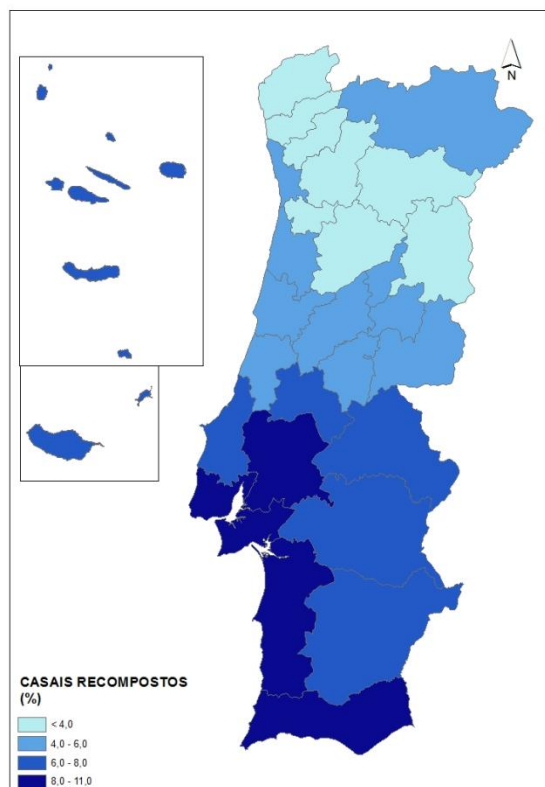 N
CASAIS RECOMPOSTOS
(%)
< 4,0
4,0 - 6,0
6,0 - 8,0
8,0 - 11,0